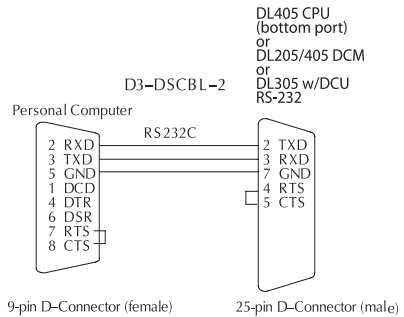 DL405 CPU
(bottom port)
or
DL205/405 DCM
or
DL305 w/DCU
RS-232
D3–DSCBL–2
Personal Computer
RS232C
2 RXD
3 TXD
5 GND
1 DCD
4 DTR
6 DSR
7 RTS
8 CTS
2 TXD
3 RXD
7 GND
4 RTS
5 CTS
9-pin D–Connector (female)
25-pin D–Connector (male)